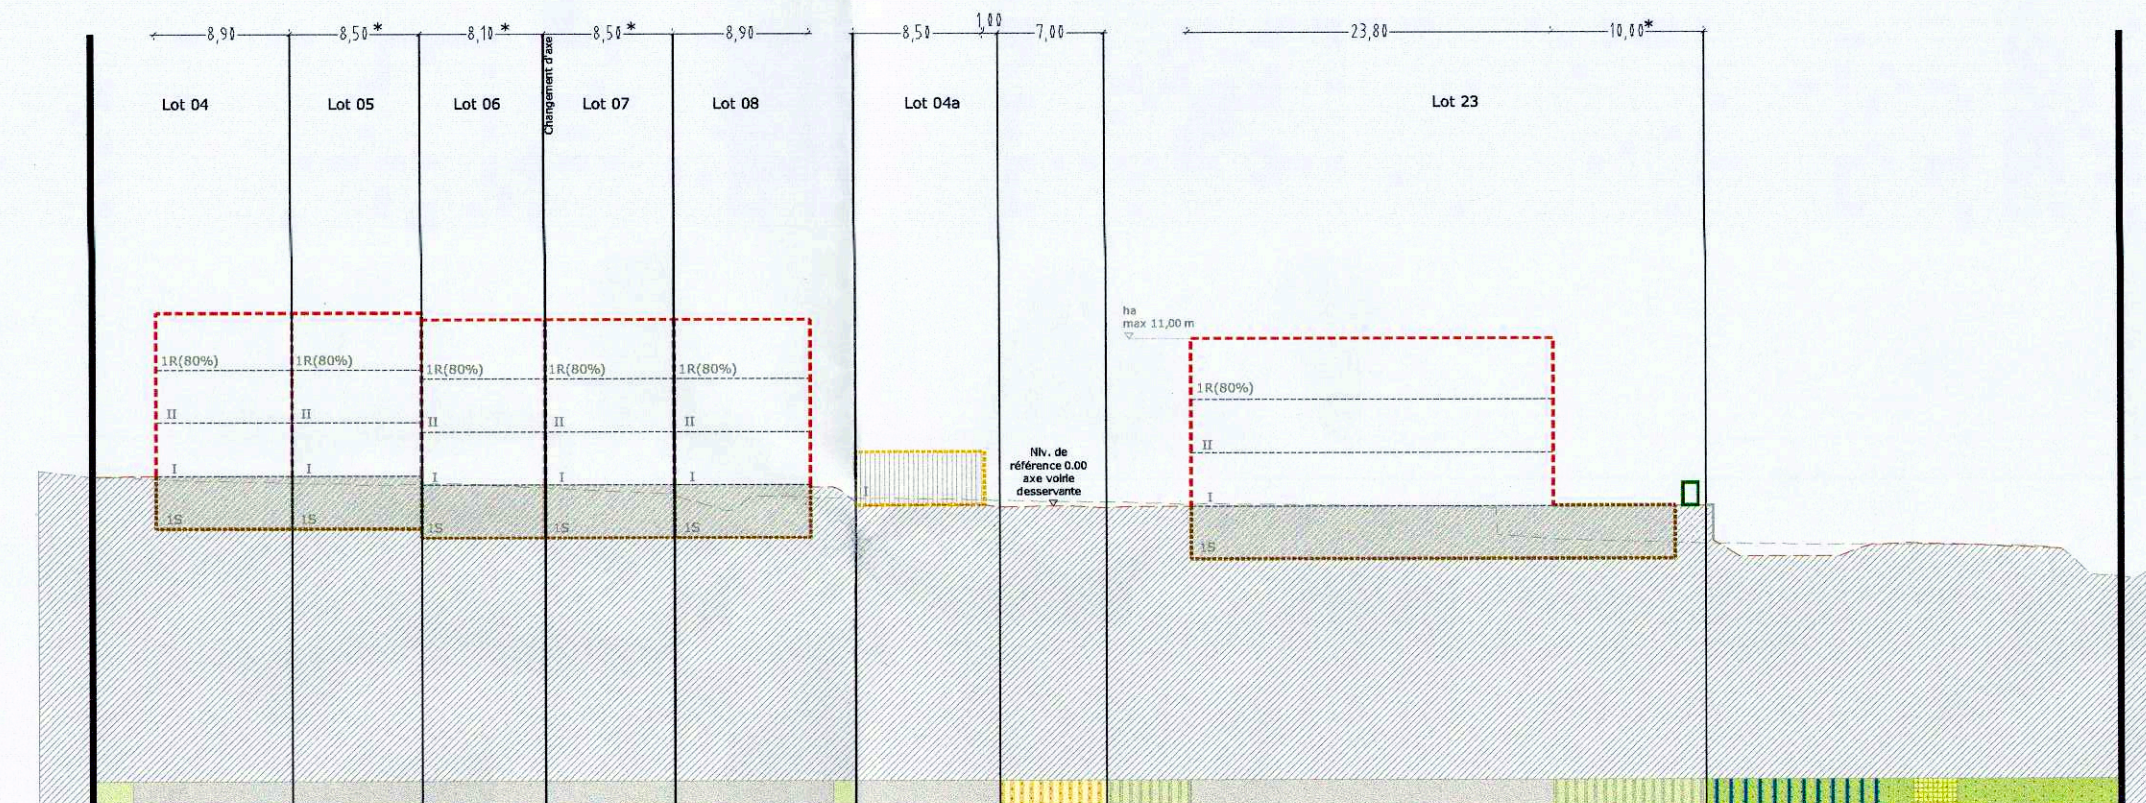 8,90 8,50* 8,10* 8,50* 8,90 8,50 1,00 7,00 23,80 10,00*
Changement d'axe
Lot 04 Lot 05 Lot 06 Lot 07 Lot 08 Lot 04a Lot 23
ha
max 11,00 m
1R(80%) 1R(80%) 1R(80%) 1R(80%) 1R(80%) 1R(80%)
II II II II II II
Niv. de
référence 0.00
axe voirie
desservante
I I I I I I I
1S 1S 1S 1S 1S 1S